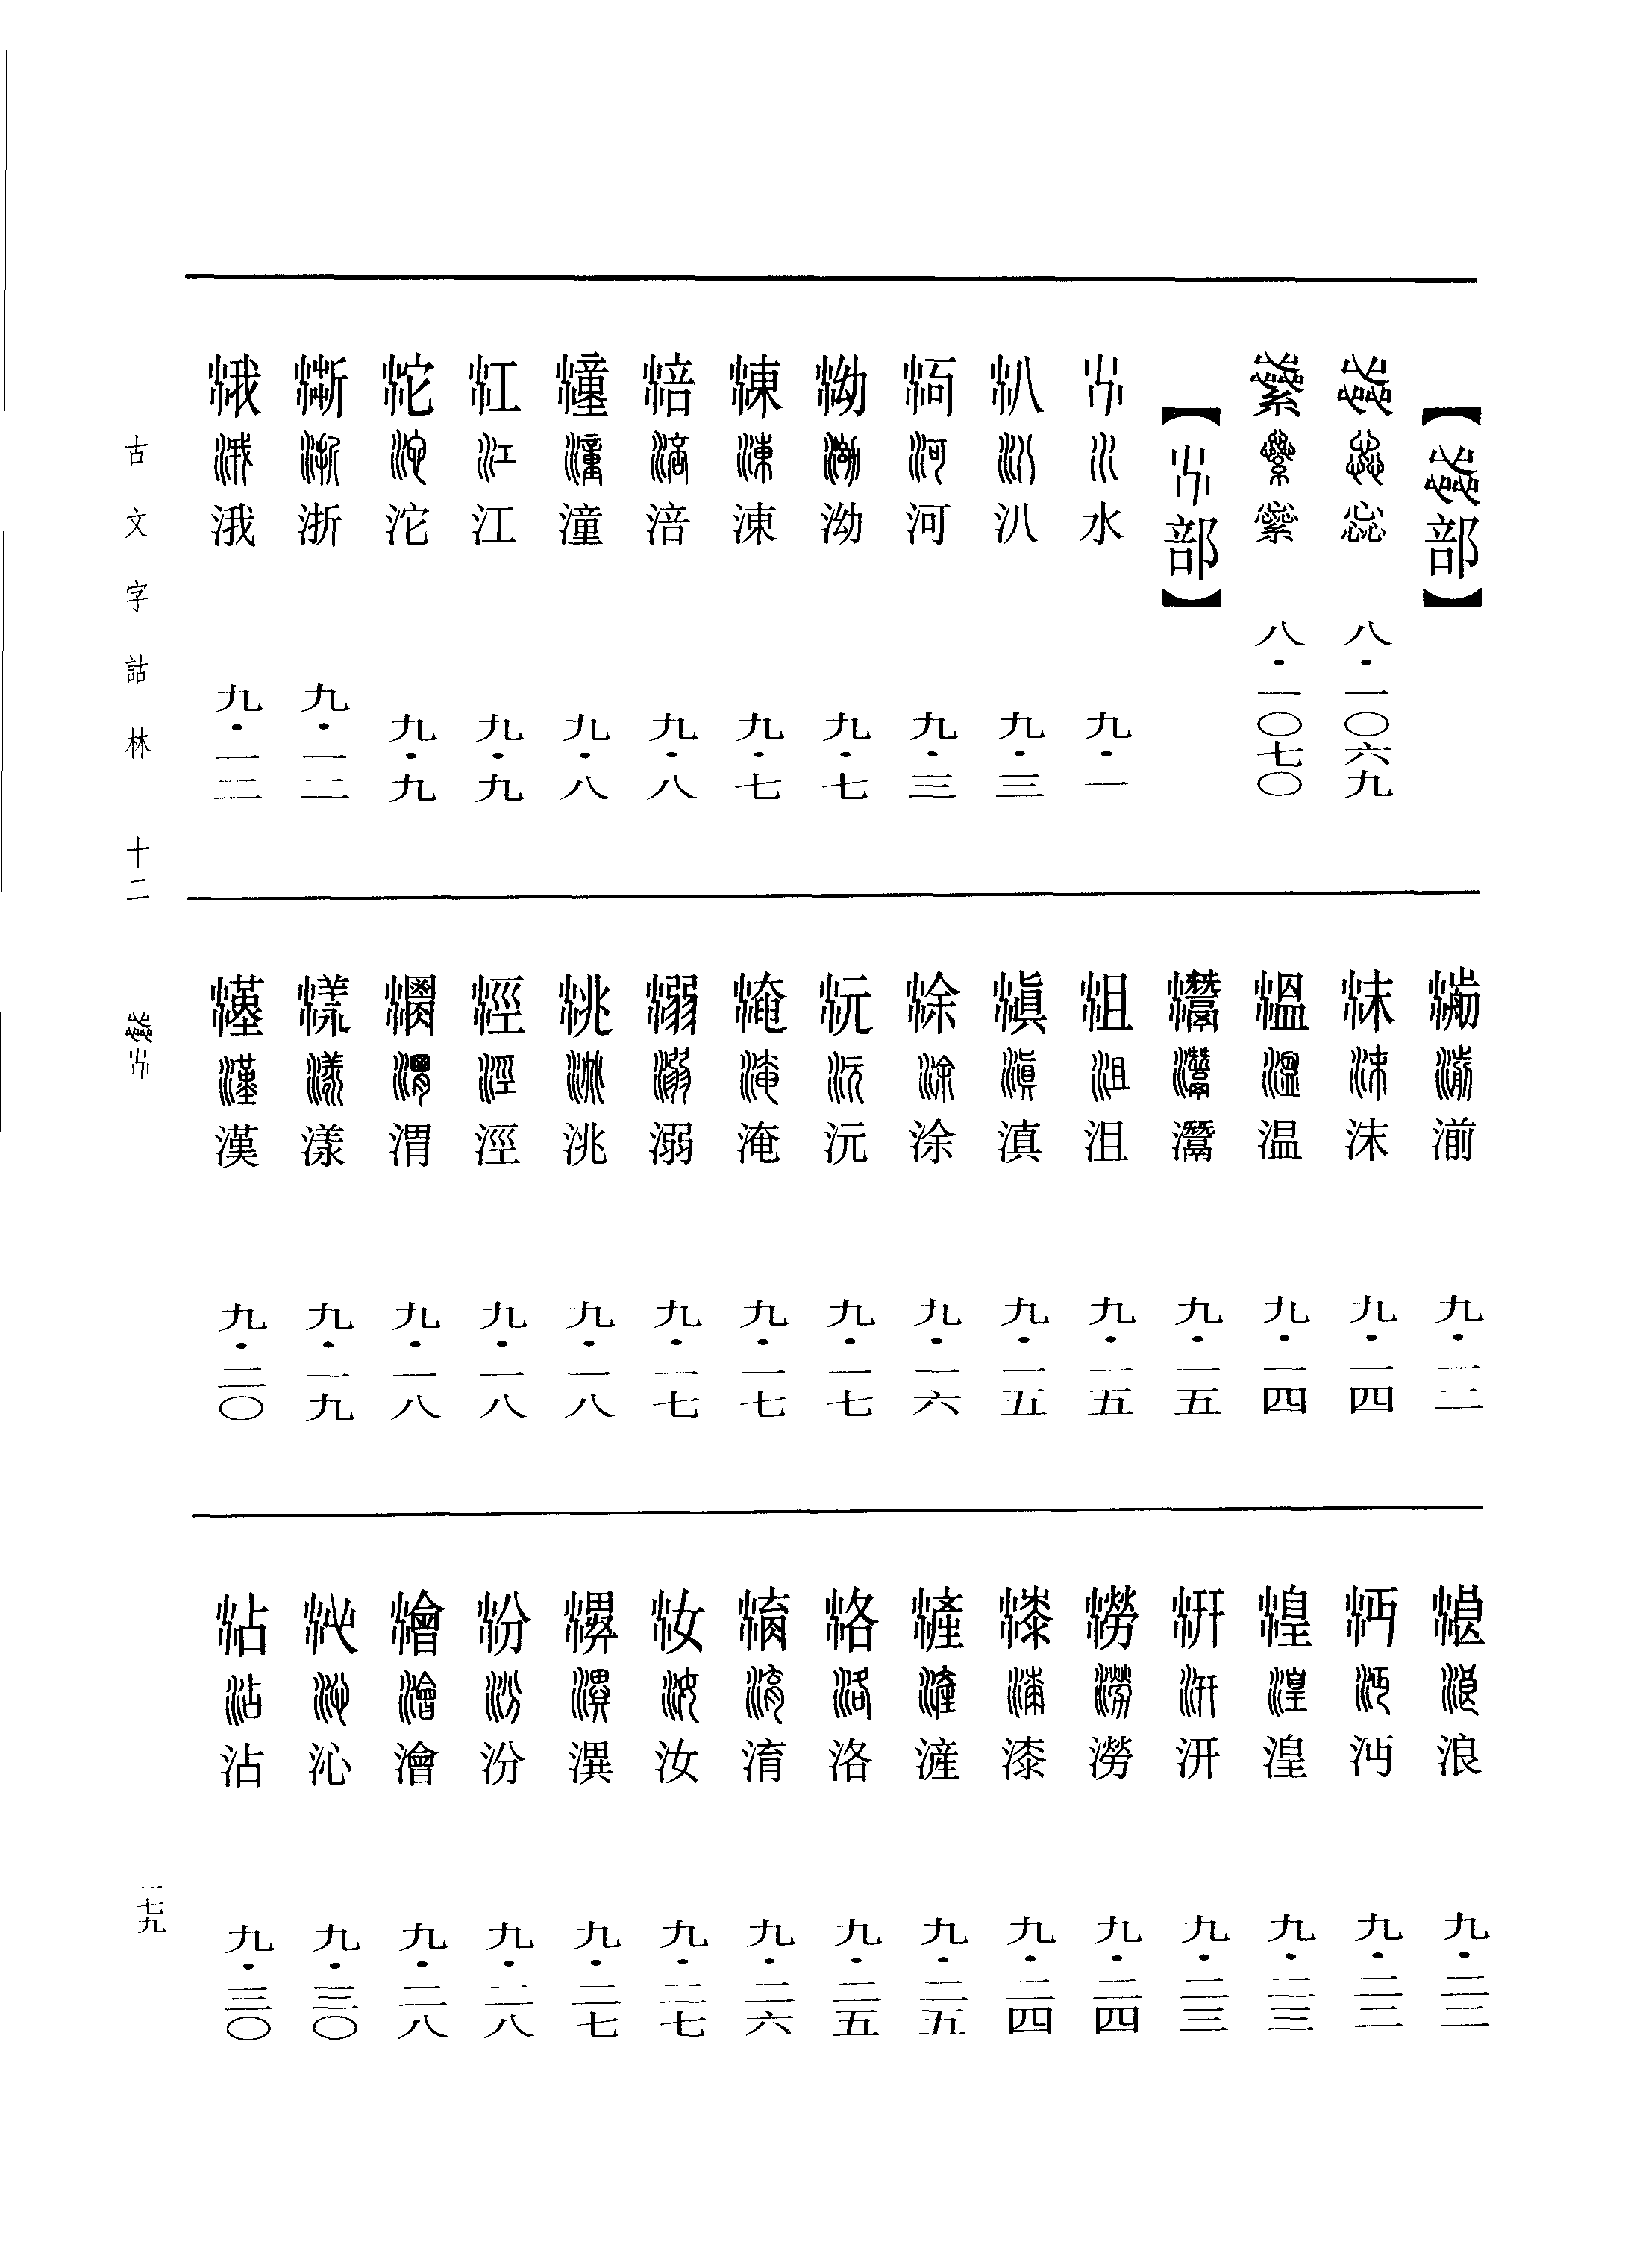 【惢部】
惢 八·一〇六九
繠 八·一〇七〇
【水部】
水 九·一
汃 九·三
河 九·三
泑 九·七
涷 九·七
涪 九·八
潼 九·八
江 九·九
沱 九·九
浙 九·一二
涐 九·一二
湔 九·一二
沫 九·一四
温 九·一四
灊 九·一五
沮 九·一五
滇 九·一五
涂 九·一六
沅 九·一七
淹 九·一七
溺 九·一七
洮 九·一八
涇 九·一八
渭 九·一八
漾 九·一九
漢 九·二〇
浪 九·二二
沔 九·二二
湟 九·二三
汧 九·二三
澇 九·二四
漆 九·二四
滻 九·二五
洛 九·二五
淯 九·二六
汝 九·二七
潩 九·二七
汾 九·二八
澮 九·二八
沁 九·三〇
沾 九·三〇
古文字詁林 十二 惢水 一七九